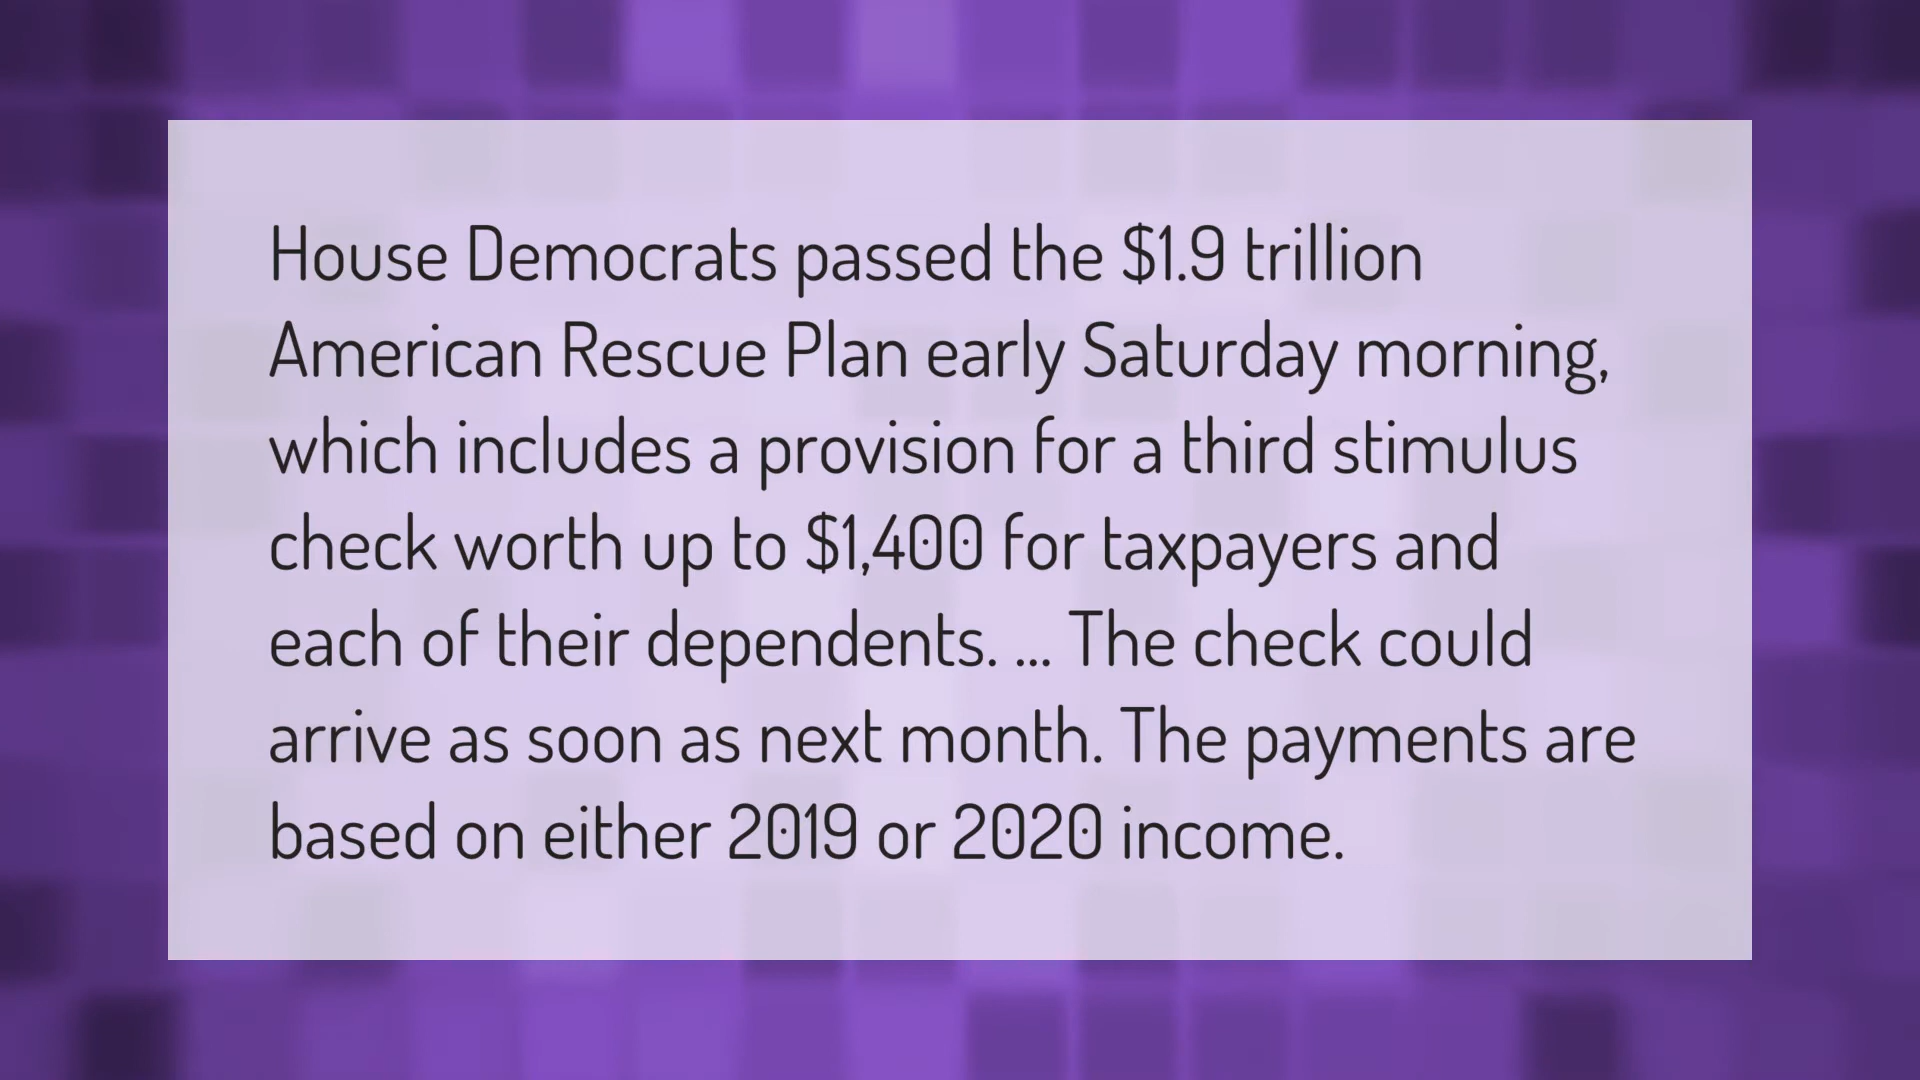 House Democrats passed the $1.9 trillion
American Rescue Plan early Saturday morning,
which includes a provision for a third stimulus
check worth up to $1,400 for taxpayers and
each of their dependents. ... The check could
arrive as soon as next month. The payments are
based on either 2019 or 2020 income.